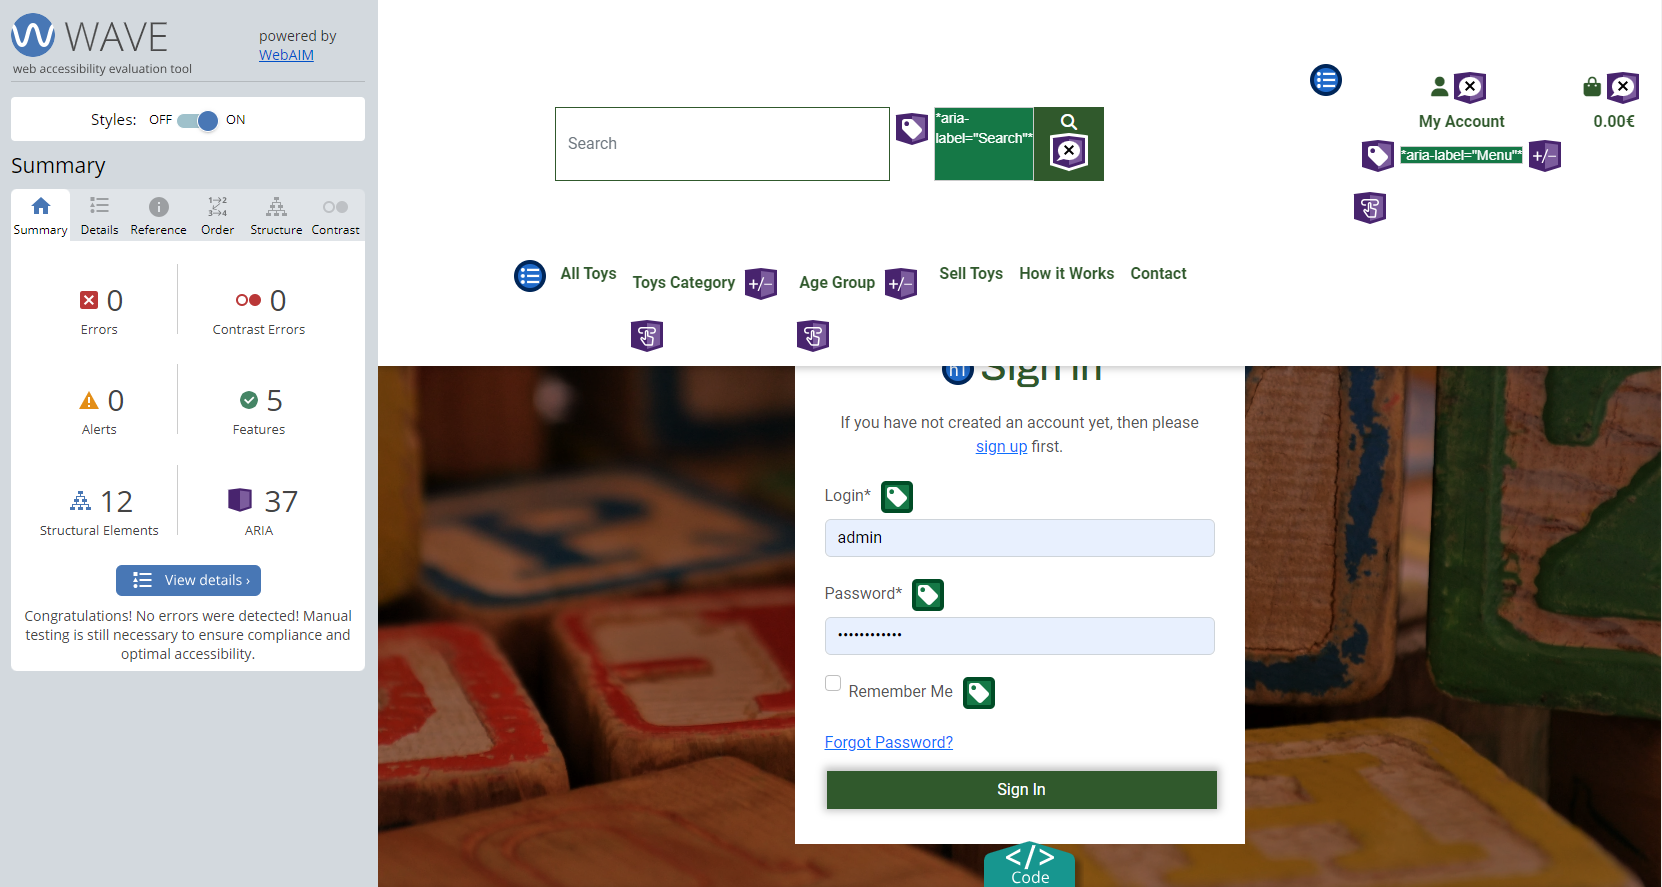 WAVE
web accessibility evaluation tool
powered by
WebAIM
Styles: OFF ON
Summary
Summary
Details
Reference
Order
Structure
Contrast
0
Errors
0
Contrast Errors
0
Alerts
5
Features
12
Structural Elements
37
ARIA
View details ›
Congratulations! No errors were detected! Manual
testing is still necessary to ensure compliance and
optimal accessibility.
Search
*aria-
label="Search"*
My Account
0.00€
*aria-label="Menu"*
+/-
All Toys
Toys Category
+/-
Age Group
+/-
Sell Toys
How it Works
Contact
h1
Sign In
If you have not created an account yet, then please
sign up first.
Login*
admin
Password*
••••••••••••
Remember Me
Forgot Password?
Sign In
</>
Code